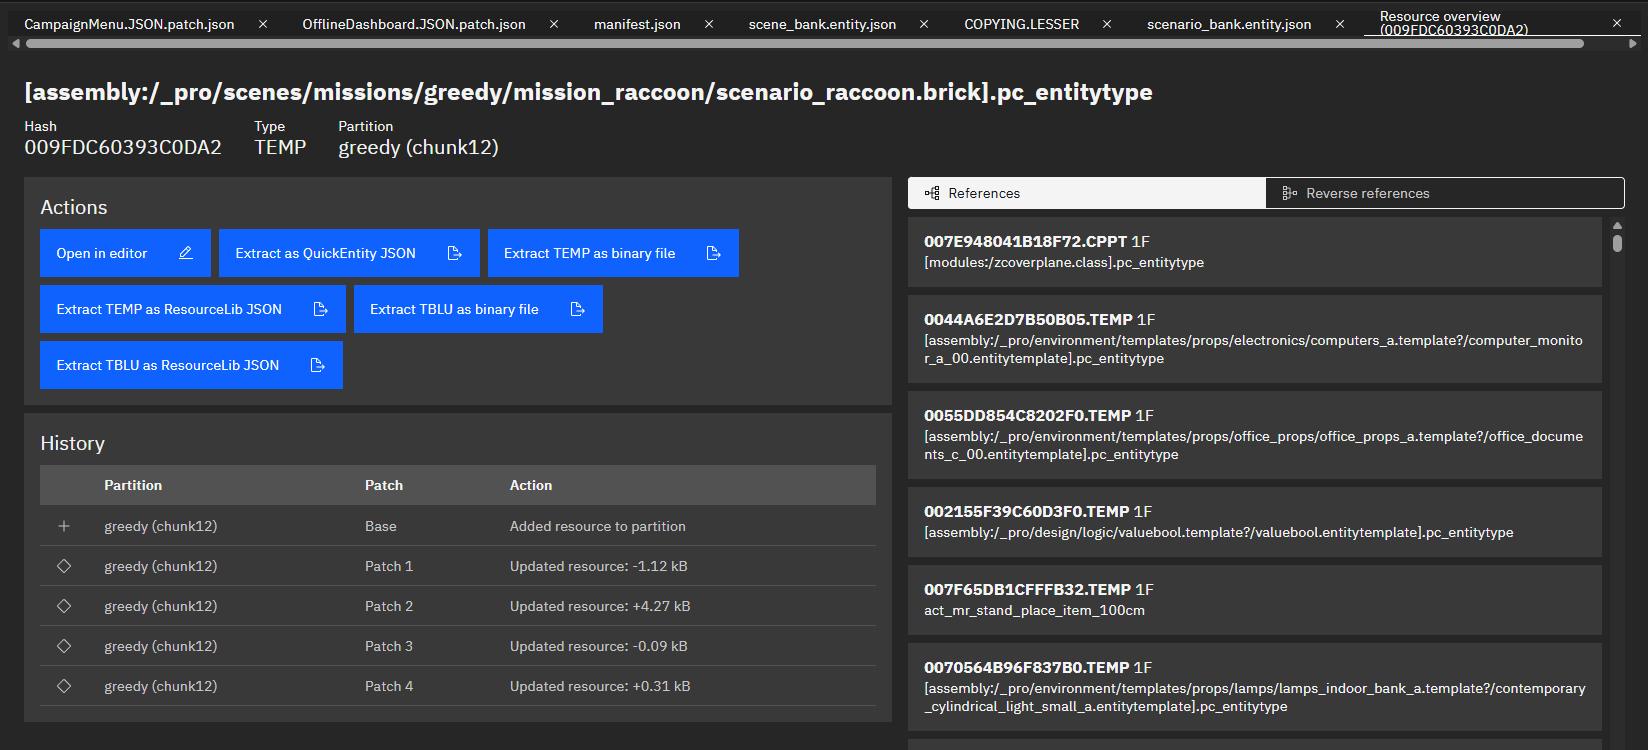 CampaignMenu.JSON.patch.json
OfflineDashboard.JSON.patch.json
manifest.json
scene_bank.entity.json
COPYING.LESSER
scenario_bank.entity.json
Resource overview
(009FDC60393C0DA2)
[assembly:/_pro/scenes/missions/greedy/mission_raccoon/scenario_raccoon.brick].pc_entitytype
Hash
Type
Partition
009FDC60393C0DA2
TEMP
greedy (chunk12)
Actions
Open in editor
Extract as QuickEntity JSON
Extract TEMP as binary file
Extract TEMP as ResourceLib JSON
Extract TBLU as binary file
Extract TBLU as ResourceLib JSON
History
Partition Patch Action
greedy (chunk12) Base Added resource to partition
greedy (chunk12) Patch 1 Updated resource: -1.12 kB
greedy (chunk12) Patch 2 Updated resource: +4.27 kB
greedy (chunk12) Patch 3 Updated resource: -0.09 kB
greedy (chunk12) Patch 4 Updated resource: +0.31 kB
References
Reverse references
007E948041B18F72.CPPT 1F
[modules:/zcoverplane.class].pc_entitytype
0044A6E2D7B50B05.TEMP 1F
[assembly:/_pro/environment/templates/props/electronics/computers_a.template?/computer_monito
r_a_00.entitytemplate].pc_entitytype
0055DD854C8202F0.TEMP 1F
[assembly:/_pro/environment/templates/props/office_props/office_props_a.template?/office_docume
nts_c_00.entitytemplate].pc_entitytype
002155F39C60D3F0.TEMP 1F
[assembly:/_pro/design/logic/valuebool.template?/valuebool.entitytemplate].pc_entitytype
007F65DB1CFFFB32.TEMP 1F
act_mr_stand_place_item_100cm
0070564B96F837B0.TEMP 1F
[assembly:/_pro/environment/templates/props/lamps/lamps_indoor_bank_a.template?/contemporary
_cylindrical_light_small_a.entitytemplate].pc_entitytype